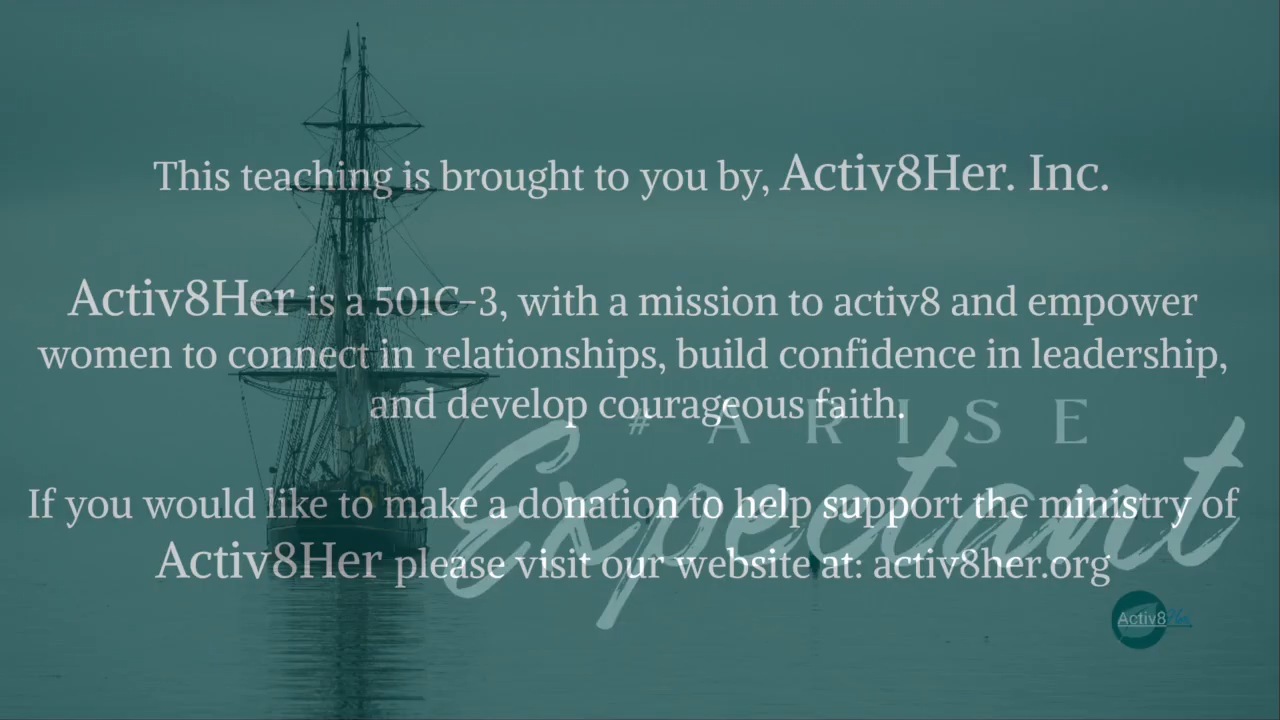 This teaching is brought to you by, Activ8Her. Inc.
Activ8Her is a 501C-3, with a mission to activ8 and empower
women to connect in relationships, build confidence in leadership,
and develop courageous faith.
# ARISE
Expectant
If you would like to make a donation to help support the ministry of
Activ8Her please visit our website at: activ8her.org
Activ8Her